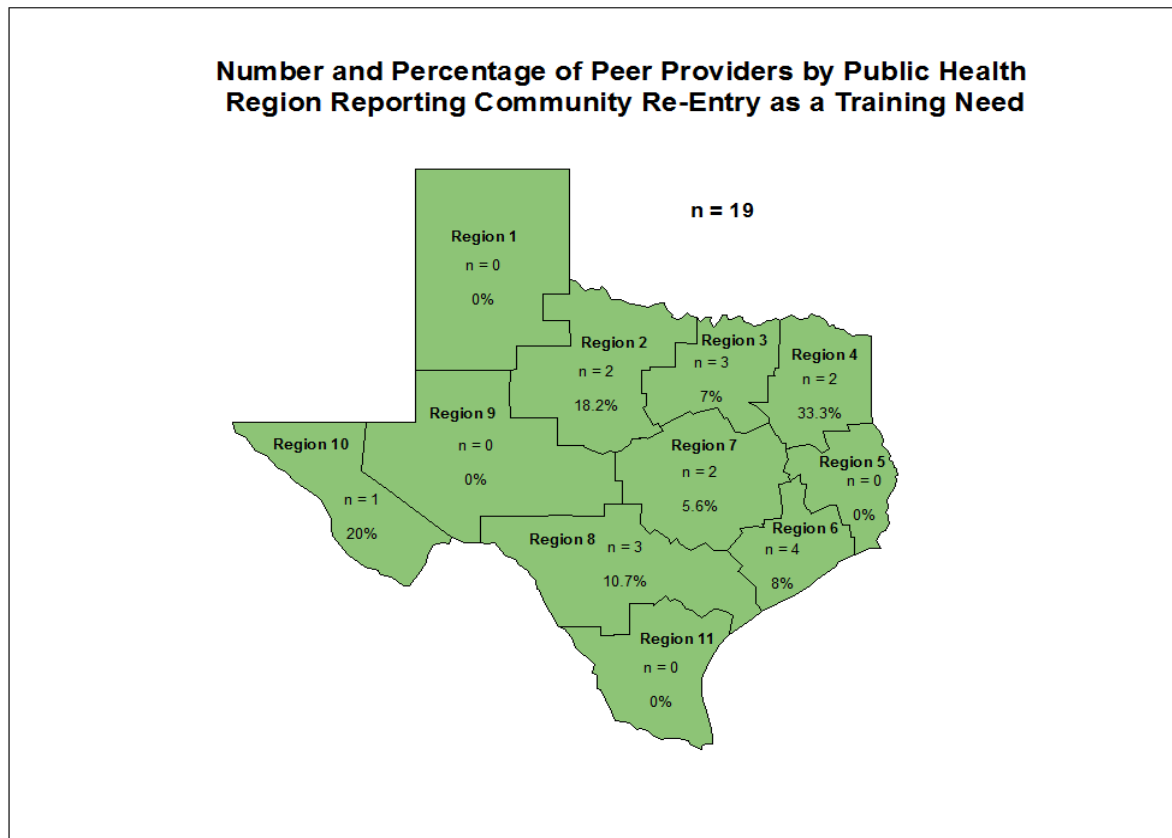 Number and Percentage of Peer Providers by Public Health
Region Reporting Community Re-Entry as a Training Need
n = 19
Region 1
n = 0
0%
Region 2
n = 2
18.2%
Region 3
n = 3
7%
Region 4
n = 2
33.3%
Region 9
n = 0
0%
Region 10
n = 1
20%
Region 7
n = 2
5.6%
Region 5
n = 0
0%
Region 8
n = 3
10.7%
Region 6
n = 4
8%
Region 11
n = 0
0%